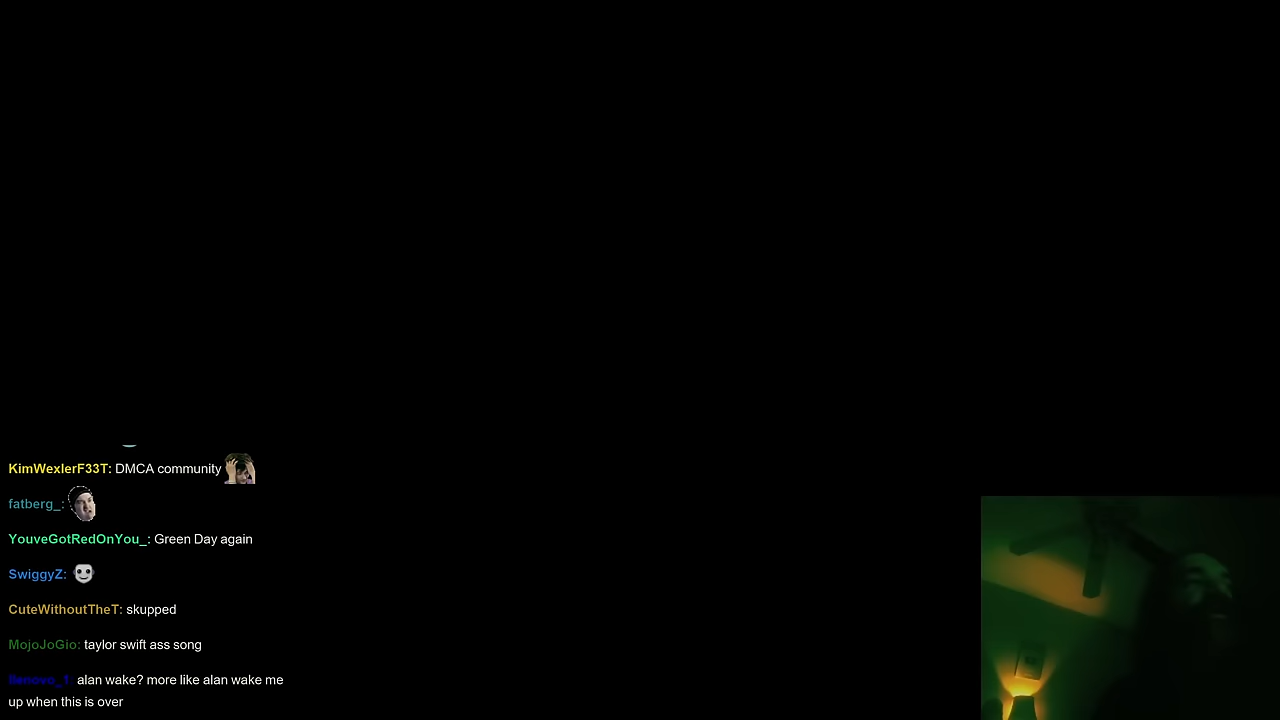 KimWexlerF33T: DMCA community
fatberg_:
YouveGotRedOnYou_: Green Day again
SwiggyZ:
CuteWithoutTheT: skupped
MojoJoGio: taylor swift ass song
alan wake? more like alan wake me
up when this is over